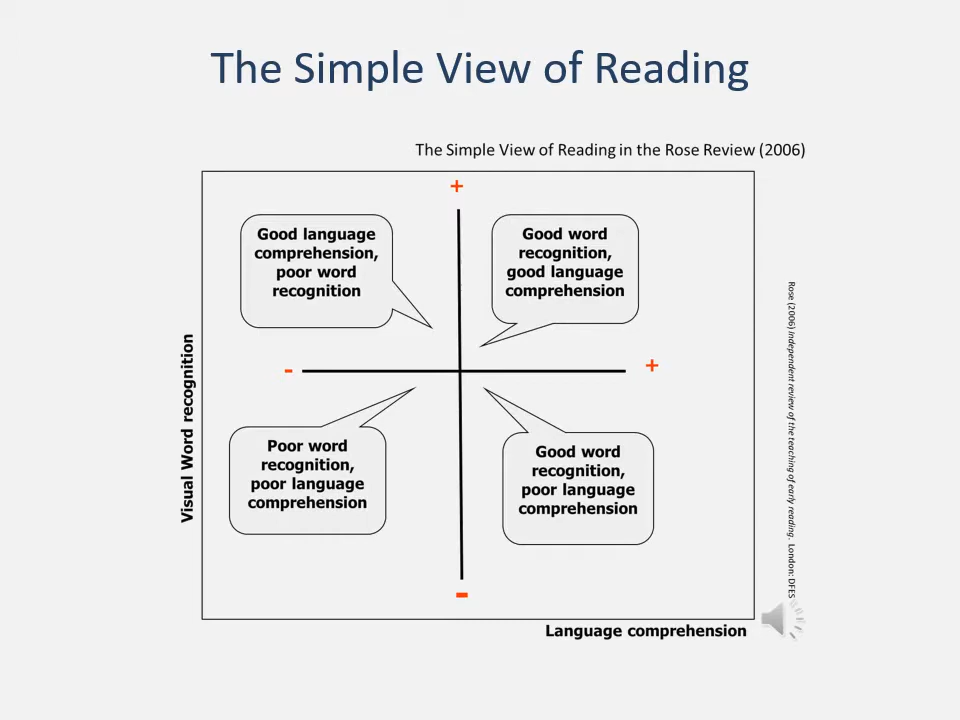 The Simple View of Reading
The Simple View of Reading in the Rose Review (2006)
+
Good language
comprehension,
poor word
recognition
Good word
recognition,
good language
comprehension
Visual Word recognition
-
+
Poor word
recognition,
poor language
comprehension
Good word
recognition,
poor language
comprehension
-
Language comprehension
Rose (2006) Independent review of the teaching of early reading. London: DFES